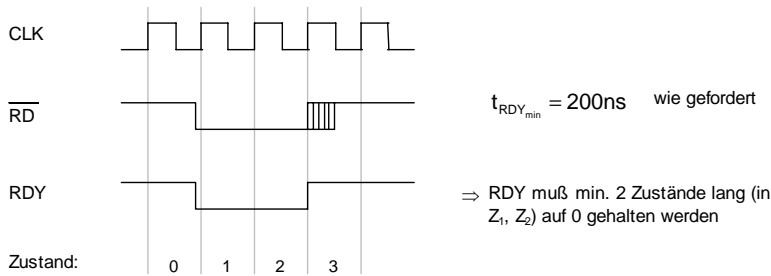 CLK
RD
t_RDYmin = 200ns wie gefordert
RDY
⇒ RDY muß min. 2 Zustände lang (in
Z1, Z2) auf 0 gehalten werden
Zustand: 0 1 2 3